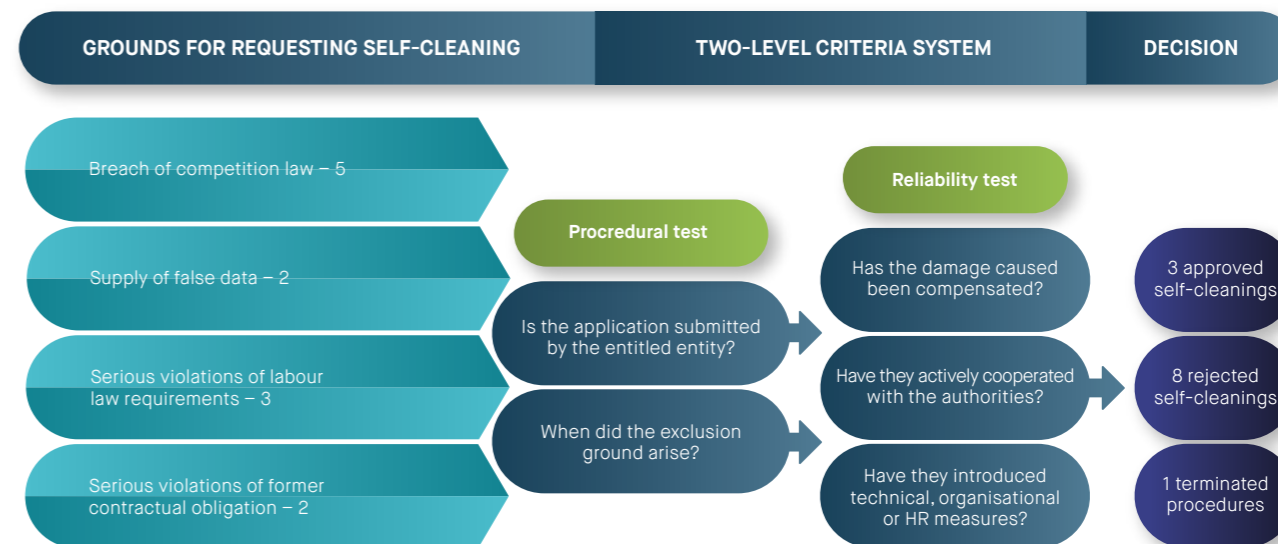 GROUNDS FOR REQUESTING SELF-CLEANING
TWO-LEVEL CRITERIA SYSTEM
DECISION
Breach of competition law – 5
Supply of false data – 2
Serious violations of labour
law requirements – 3
Serious violations of former
contractual obligation – 2
Procredural test
Is the application submitted
by the entitled entity?
When did the exclusion
ground arise?
Reliability test
Has the damage caused
been compensated?
Have they actively cooperated
with the authorities?
Have they introduced
technical, organisational
or HR measures?
3 approved
self-cleanings
8 rejected
self-cleanings
1 terminated
procedures